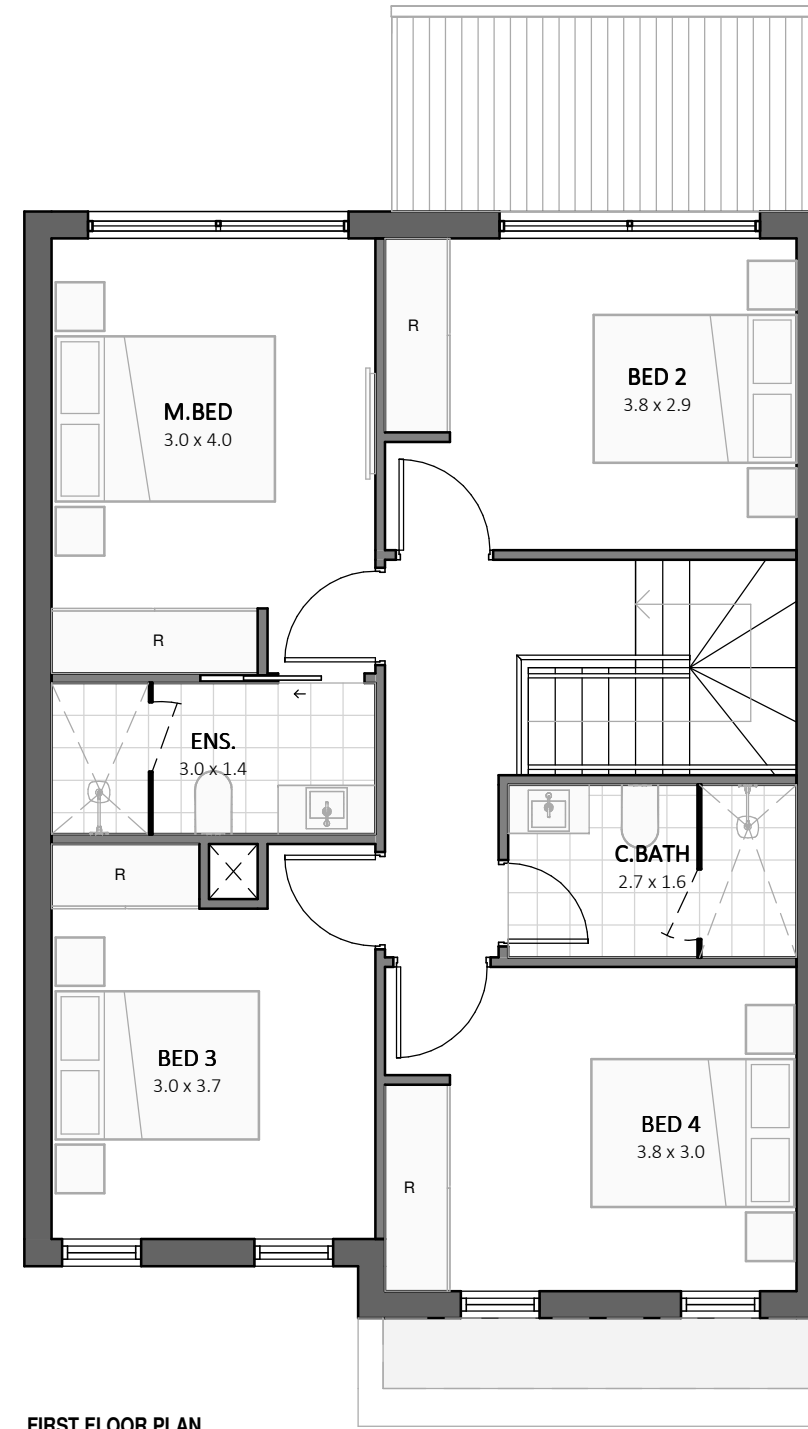 R
BED 2
3.8 x 2.9
M.BED
3.0 x 4.0
R
ENS.
3.0 x 1.4
C.BATH
2.7 x 1.6
R
BED 3
3.0 x 3.7
BED 4
3.8 x 3.0
R
FIRST FLOOR PLAN